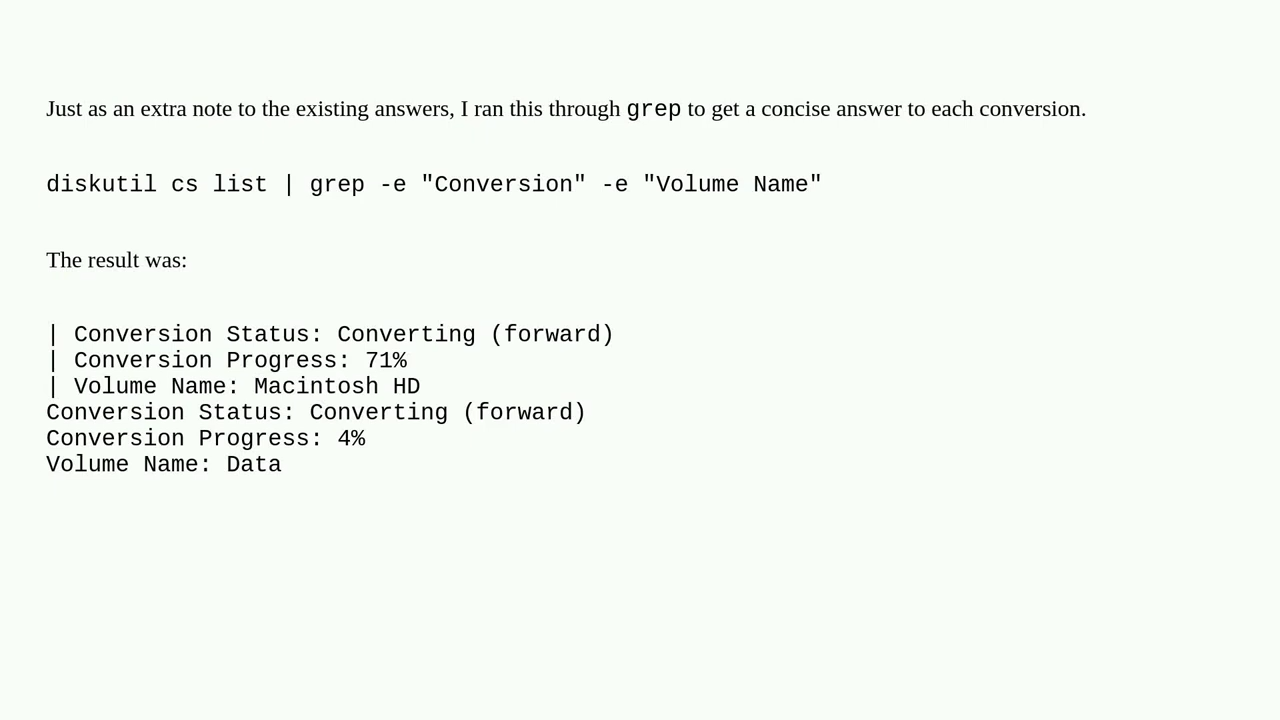 Just as an extra note to the existing answers, I ran this through grep to get a concise answer to each conversion.
diskutil cs list | grep -e "Conversion" -e "Volume Name"
The result was:
| Conversion Status: Converting (forward)
| Conversion Progress: 71%
| Volume Name: Macintosh HD
Conversion Status: Converting (forward)
Conversion Progress: 4%
Volume Name: Data